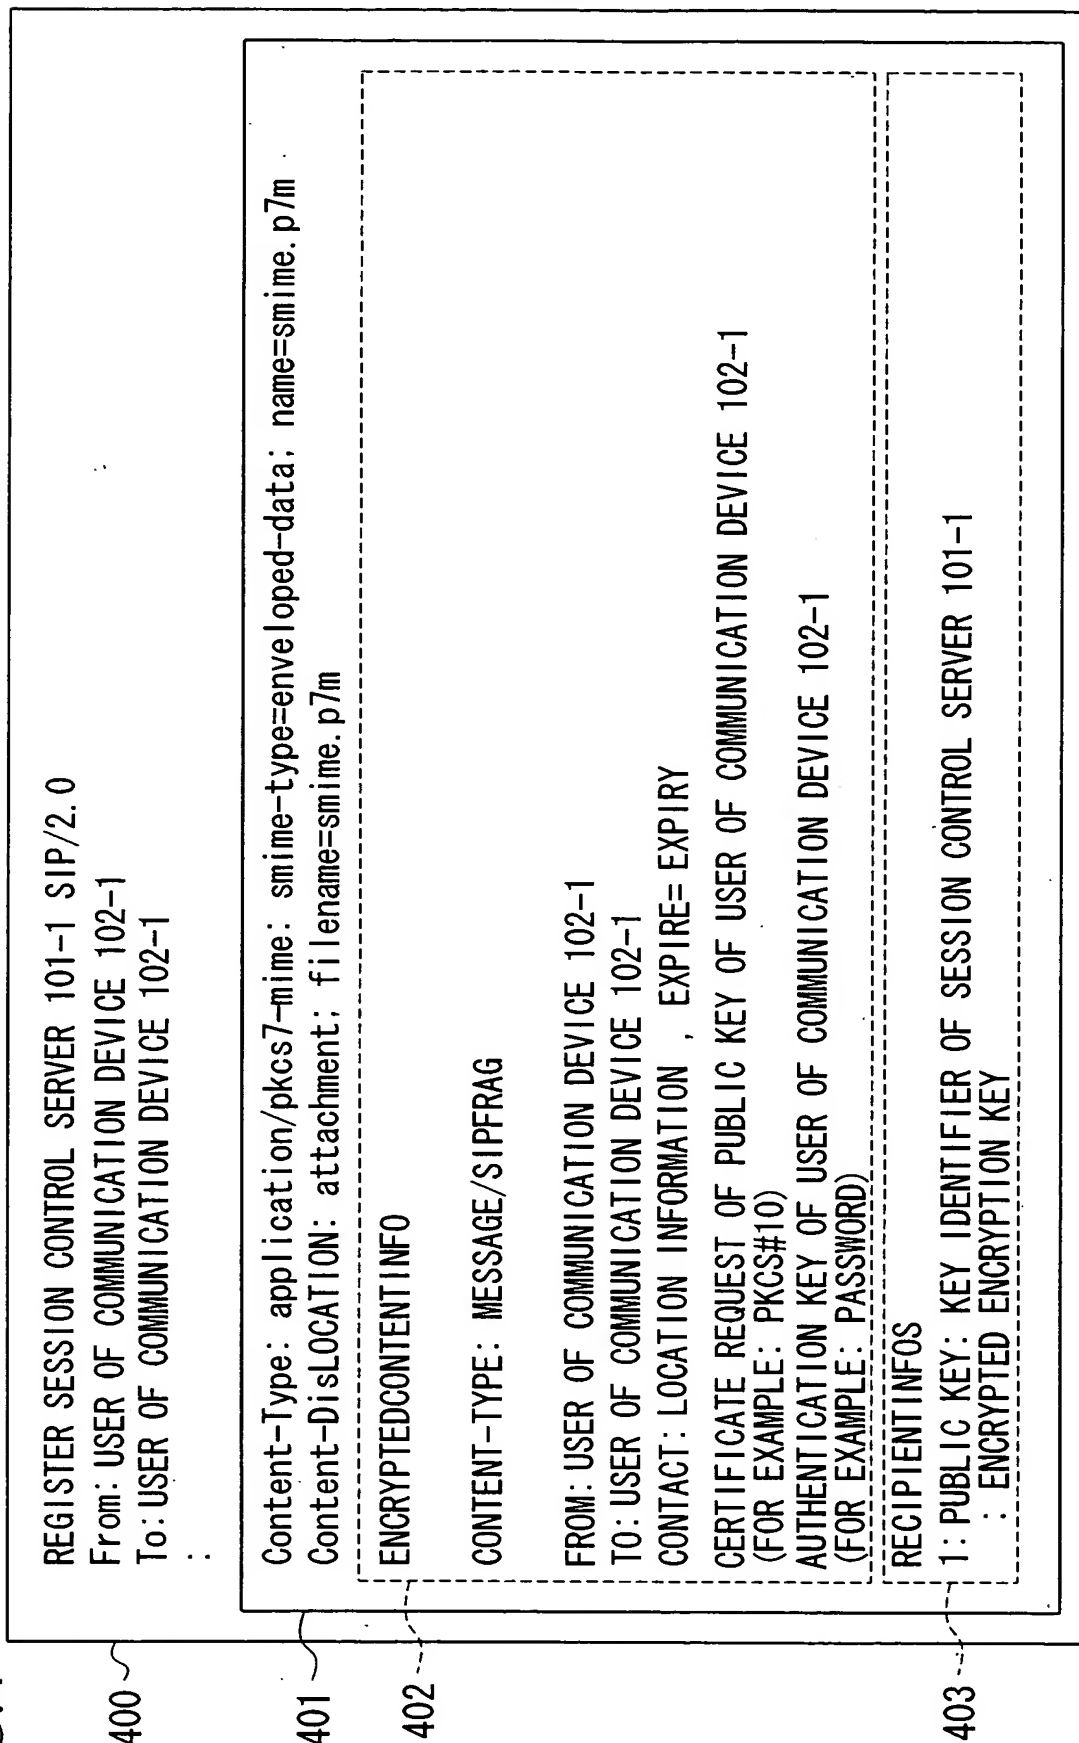 REGISTER SESSION CONTROL SERVER 101-1 SIP/2.0
From: USER OF COMMUNICATION DEVICE 102-1
To: USER OF COMMUNICATION DEVICE 102-1
:
400
Content-Type: application/pkcs7-mime: smime-type=enveloped-data; name=smime.p7m
Content-DisLOCATION: attachment; filename=smime.p7m
401
ENCRYPTEDCONTENTINFO
402
CONTENT-TYPE: MESSAGE/SIPFRAG
FROM: USER OF COMMUNICATION DEVICE 102-1
TO: USER OF COMMUNICATION DEVICE 102-1
CONTACT: LOCATION INFORMATION , EXPIRE= EXPIRY
CERTIFICATE REQUEST OF PUBLIC KEY OF USER OF COMMUNICATION DEVICE 102-1
(FOR EXAMPLE: PKCS#10)
AUTHENTICATION KEY OF USER OF COMMUNICATION DEVICE 102-1
(FOR EXAMPLE: PASSWORD)
RECIPIENTINFOS
1: PUBLIC KEY: KEY IDENTIFIER OF SESSION CONTROL SERVER 101-1
: ENCRYPTED ENCRYPTION KEY
403